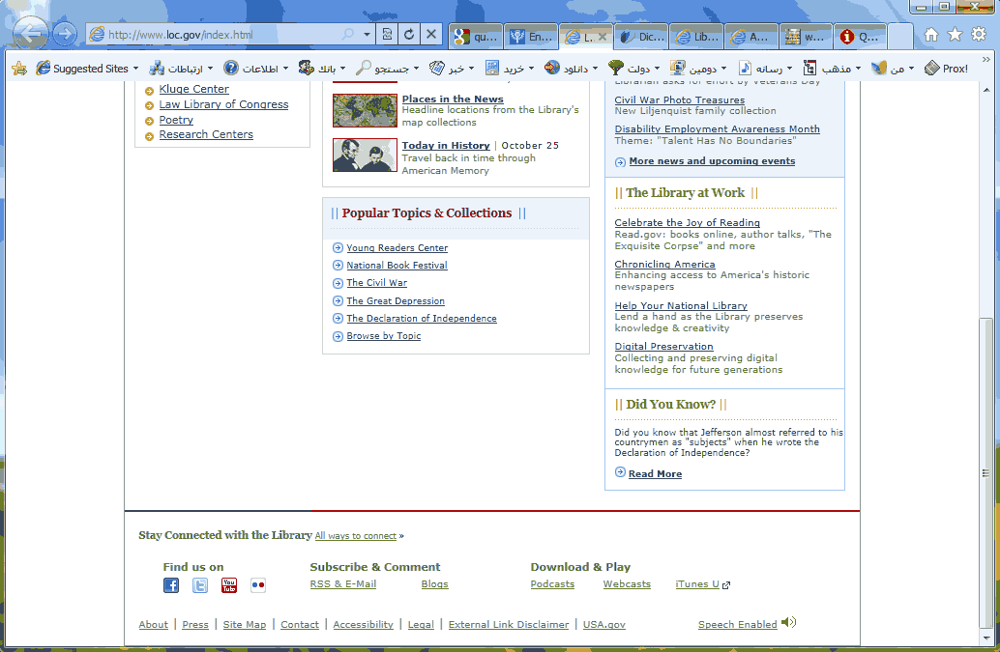 http://www.loc.gov/index.html
qu...
En...
L...
Dic...
Lib...
A...
w...
Q...
Suggested Sites
ارتباطات
اطلاعات
بانك
جستجو
خبر
خريد
دانلود
دولت
دومين
رسانه
مذهب
من
Prox!
Kluge Center
Law Library of Congress
Poetry
Research Centers
Places in the News
Headline locations from the Library's
map collections
Today in History | October 25
Travel back in time through
American Memory
|| Popular Topics & Collections ||
Young Readers Center
National Book Festival
The Civil War
The Great Depression
The Declaration of Independence
Browse by Topic
Librarian asks for effort by Veterans Day
Civil War Photo Treasures
New Liljenquist family collection
Disability Employment Awareness Month
Theme: "Talent Has No Boundaries"
More news and upcoming events
|| The Library at Work ||
Celebrate the Joy of Reading
Read.gov: books online, author talks, "The
Exquisite Corpse" and more
Chronicling America
Enhancing access to America's historic
newspapers
Help Your National Library
Lend a hand as the Library preserves
knowledge & creativity
Digital Preservation
Collecting and preserving digital
knowledge for future generations
|| Did You Know? ||
Did you know that Jefferson almost referred to his
countrymen as "subjects" when he wrote the
Declaration of Independence?
Read More
Stay Connected with the Library All ways to connect »
Find us on
Subscribe & Comment
Download & Play
You Tube
RSS & E-Mail
Blogs
Podcasts
Webcasts
iTunes U
About | Press | Site Map | Contact | Accessibility | Legal | External Link Disclaimer | USA.gov
Speech Enabled